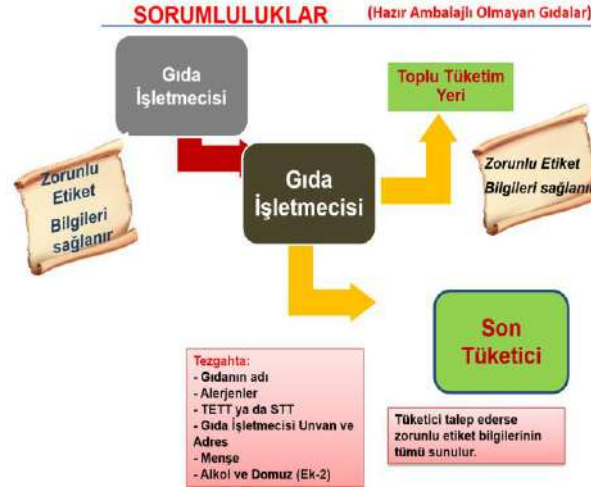 SORUMLULUKLAR (Hazır Ambalajlı Olmayan Gıdalar)
Gıda
İşletmecisi
Toplu Tüketim
Yeri
Zorunlu Etiket
Bilgileri
sağlanır
Gıda
İşletmecisi
Zorunlu Etiket
Bilgileri sağlanır
Son
Tüketici
Tezgahta:
- Gıdanın adı
- Alerjenler
- TETT ya da STT
- Gıda İşletmecisi Unvan ve
Adres
- Menşe
- Alkol ve Domuz (Ek-2)
Tüketici talep ederse
zorunlu etiket bilgilerinin
tümü sunulur.